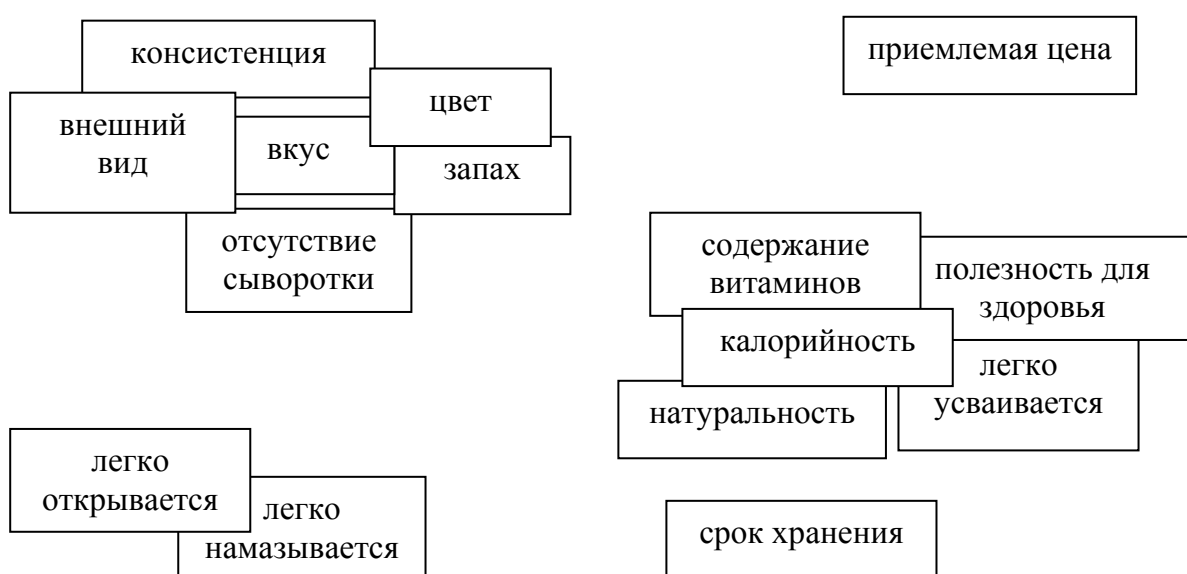 консистенция
цвет
внешний
вид
вкус
запах
отсутствие
сыворотки
приемлемая цена
содержание
витаминов
полезность для
здоровья
калорийность
легко
усваивается
натуральность
легко
открывается
легко
намазывается
срок хранения